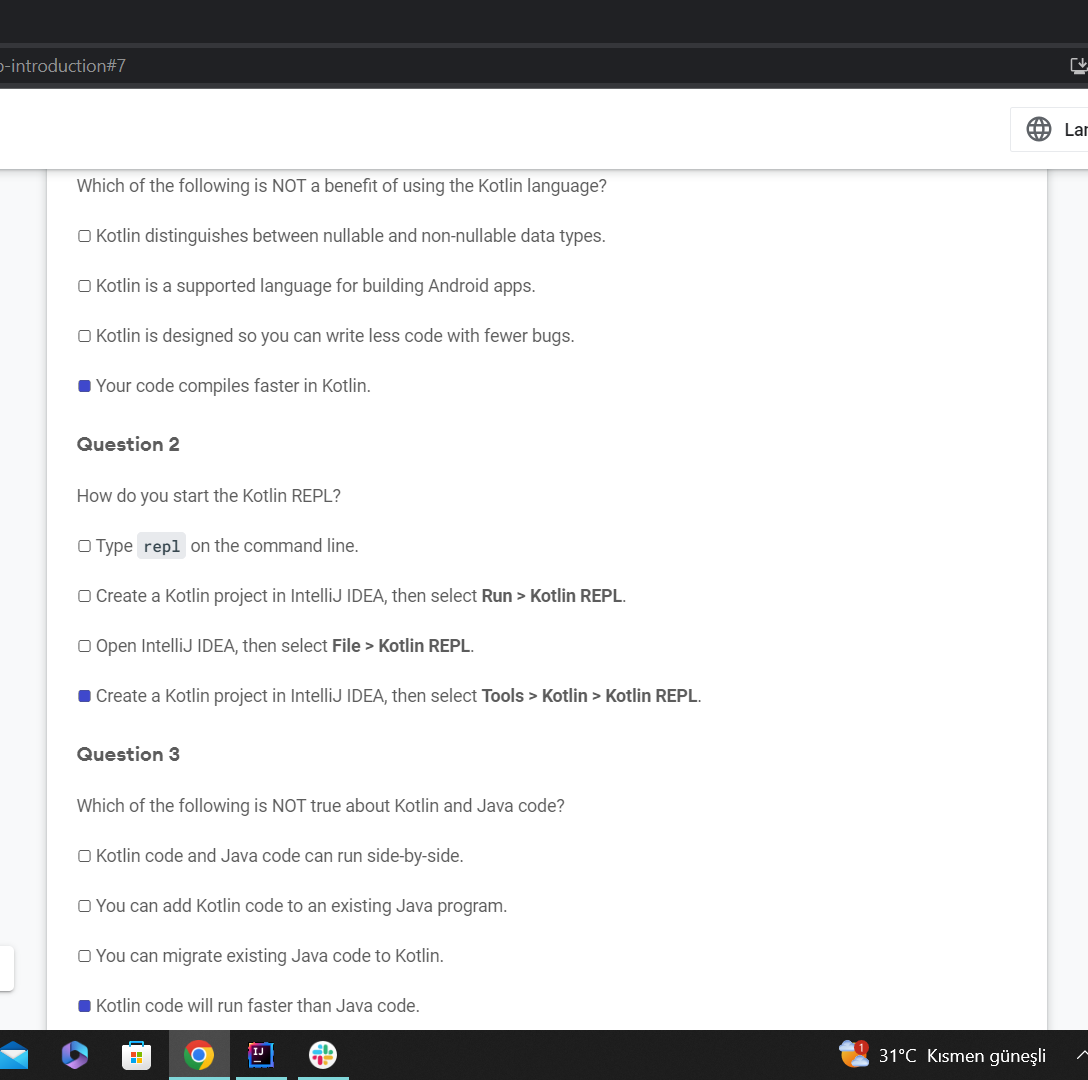 -introduction#7
Which of the following is NOT a benefit of using the Kotlin language?
Kotlin distinguishes between nullable and non-nullable data types.
Kotlin is a supported language for building Android apps.
Kotlin is designed so you can write less code with fewer bugs.
Your code compiles faster in Kotlin.
Question 2
How do you start the Kotlin REPL?
Type repl on the command line.
Create a Kotlin project in IntelliJ IDEA, then select Run > Kotlin REPL.
Open IntelliJ IDEA, then select File > Kotlin REPL.
Create a Kotlin project in IntelliJ IDEA, then select Tools > Kotlin > Kotlin REPL.
Question 3
Which of the following is NOT true about Kotlin and Java code?
Kotlin code and Java code can run side-by-side.
You can add Kotlin code to an existing Java program.
You can migrate existing Java code to Kotlin.
Kotlin code will run faster than Java code.
IJ
1
31°C Kısmen güneşli